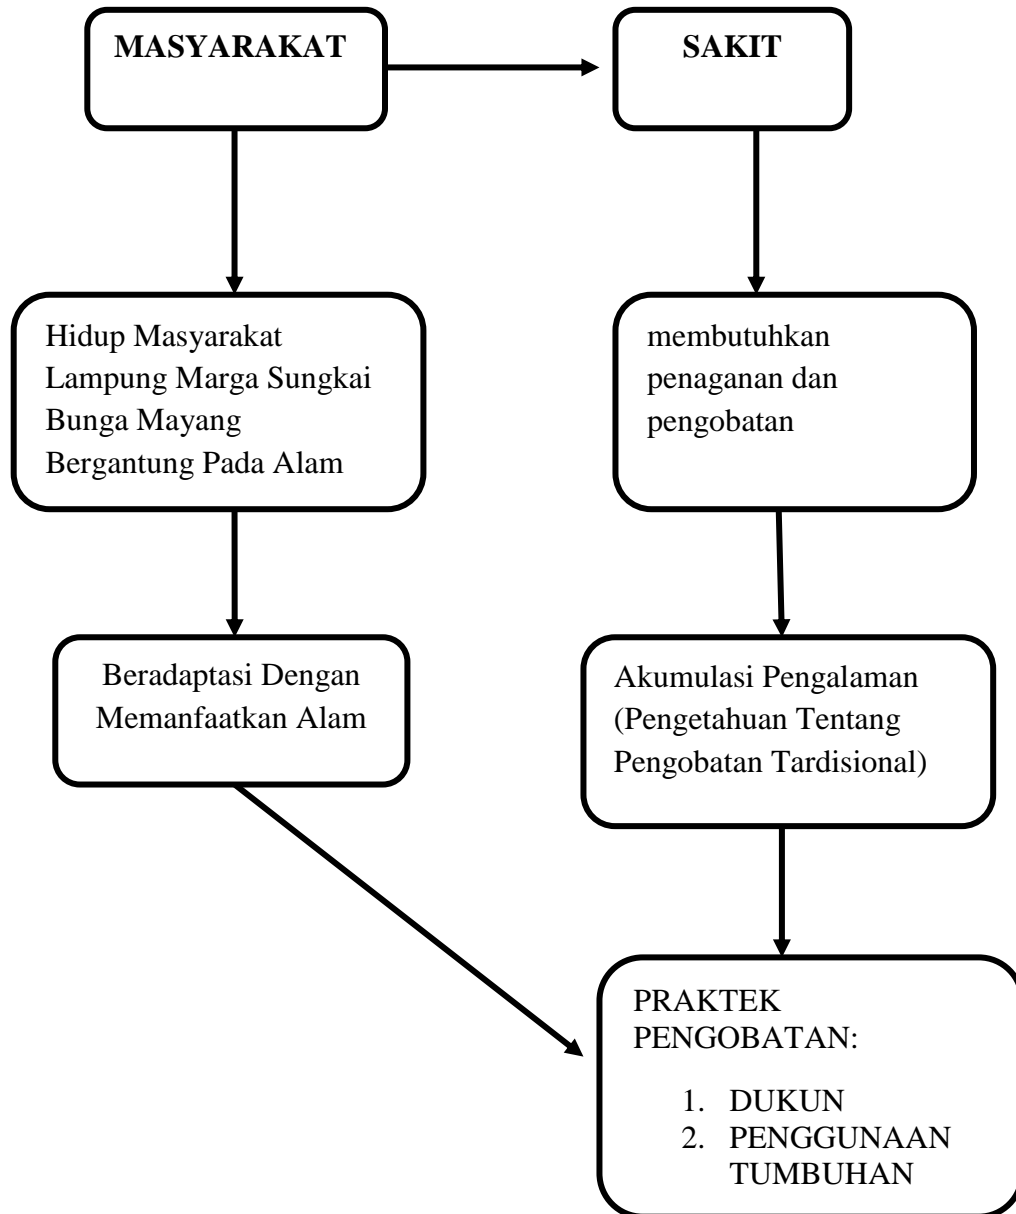 MASYARAKAT
SAKIT
Hidup Masyarakat
Lampung Marga Sungkai
Bunga Mayang
Bergantung Pada Alam
membutuhkan
penaganan dan
pengobatan
Beradaptasi Dengan
Memanfaatkan Alam
Akumulasi Pengalaman
(Pengetahuan Tentang
Pengobatan Tardisional)
PRAKTEK
PENGOBATAN:
1. DUKUN
2. PENGGUNAAN
TUMBUHAN